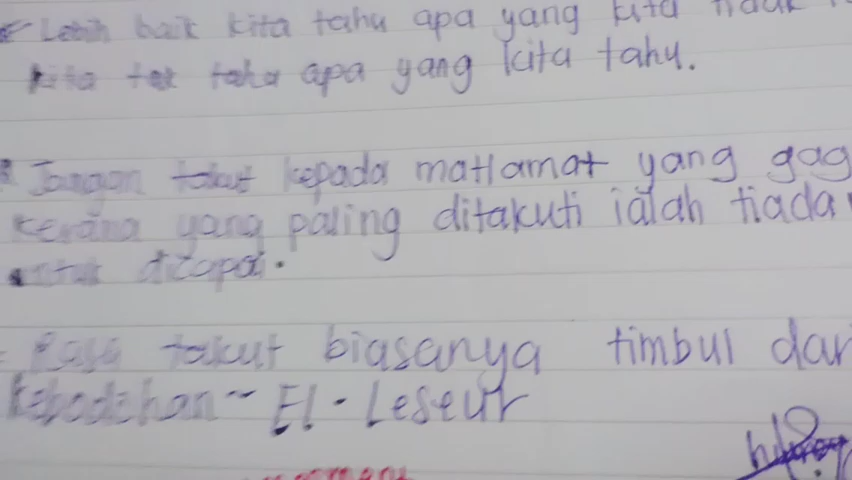 Lebih baik kita tahu apa yang kita tidak
kita tak tahu apa yang kita tahu.
Jangan takut kepada matlamat yang gag
kerana yang paling ditakuti ialah tiada
untuk dicapai.
Rasa takut biasanya timbul dar
kebodohan ~ El. Leseur